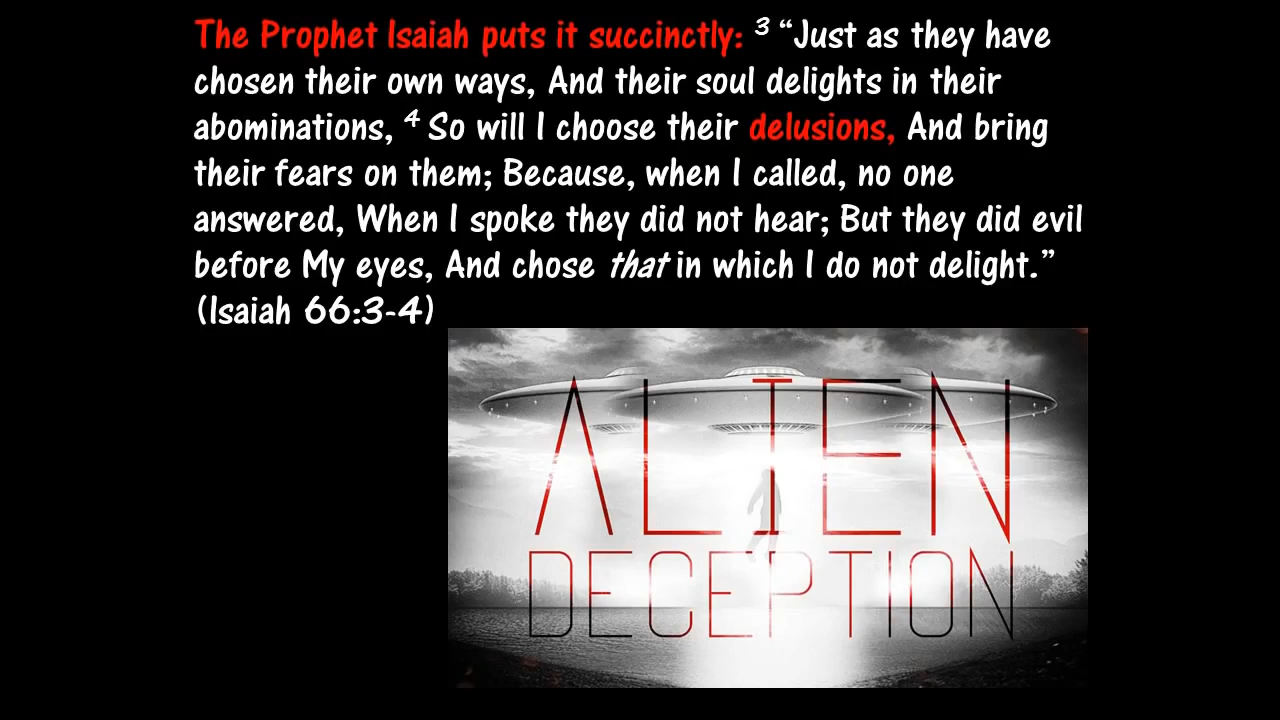 The Prophet Isaiah puts it succinctly: 3 “Just as they have
chosen their own ways, And their soul delights in their
abominations, 4 So will I choose their delusions, And bring
their fears on them; Because, when I called, no one
answered, When I spoke they did not hear; But they did evil
before My eyes, And chose that in which I do not delight.”
(Isaiah 66:3-4)
ALIEN
DECEPTION